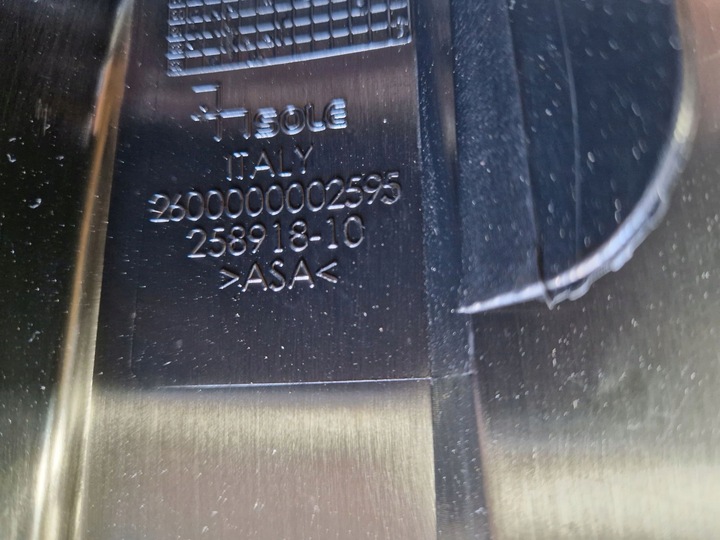 ISOLE
ITALY
2600000002595
258918-10
>ASA<